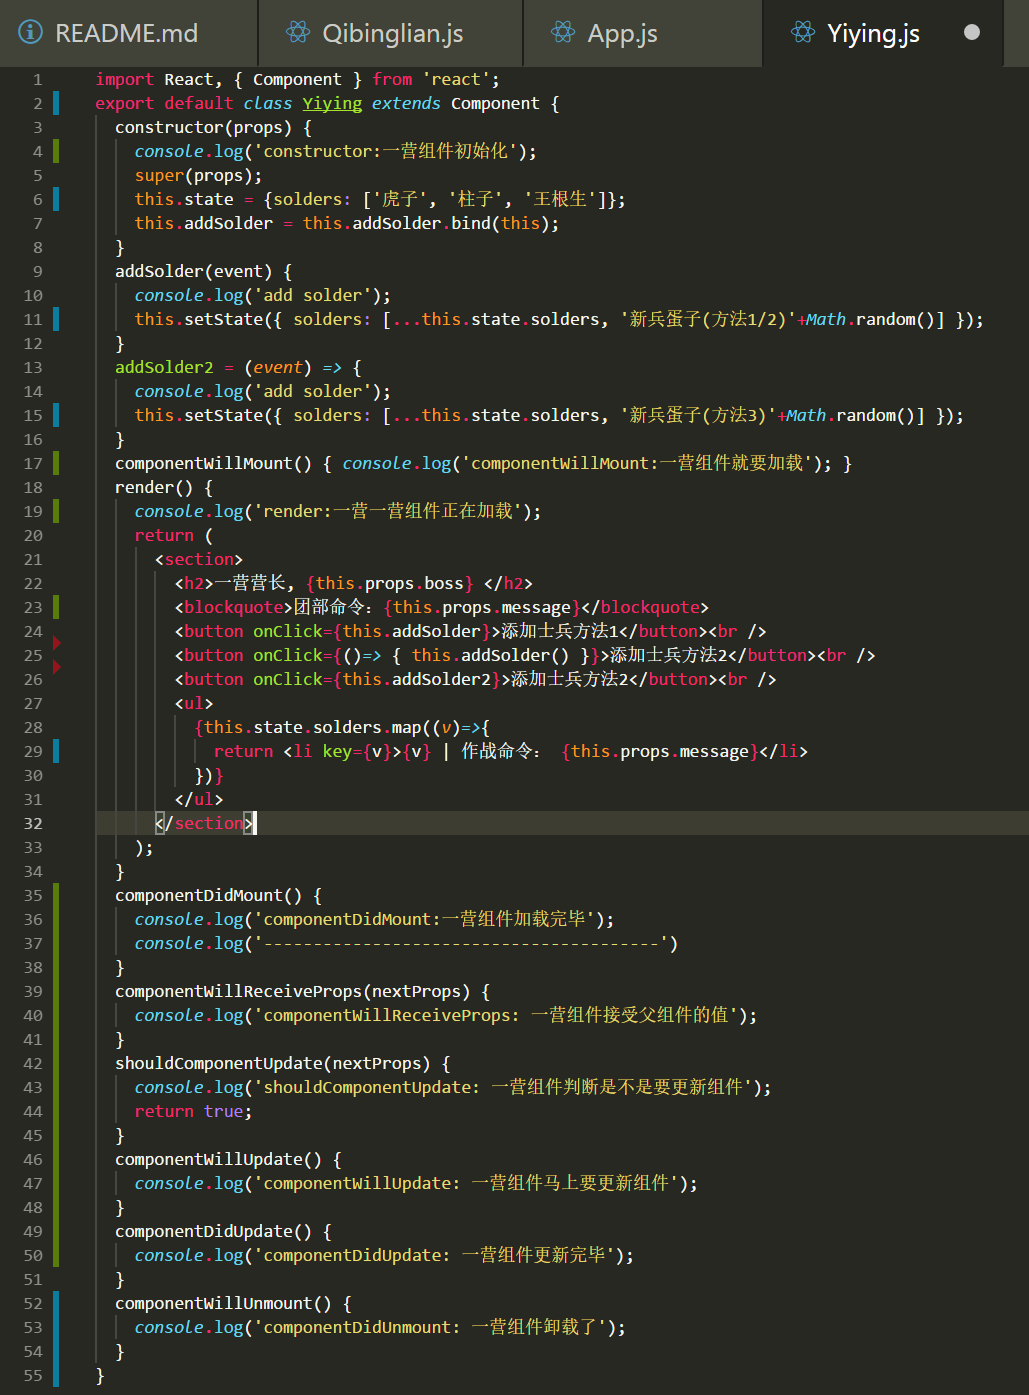 README.md Qibinglian.js App.js Yiying.js
1 import React, { Component } from 'react';
2 export default class Yiying extends Component {
3 constructor(props) {
4 console.log('constructor:一营组件初始化');
5 super(props);
6 this.state = {solders: ['虎子', '柱子', '王根生']};
7 this.addSolder = this.addSolder.bind(this);
8 }
9 addSolder(event) {
10 console.log('add solder');
11 this.setState({ solders: [...this.state.solders, '新兵蛋子(方法1/2)'+Math.random()] });
12 }
13 addSolder2 = (event) => {
14 console.log('add solder');
15 this.setState({ solders: [...this.state.solders, '新兵蛋子(方法3)'+Math.random()] });
16 }
17 componentWillMount() { console.log('componentWillMount:一营组件就要加载'); }
18 render() {
19 console.log('render:一营一营组件正在加载');
20 return (
21 <section>
22 <h2>一营营长, {this.props.boss} </h2>
23 <blockquote>团部命令: {this.props.message}</blockquote>
24 <button onClick={this.addSolder}>添加士兵方法1</button><br />
25 <button onClick={()=> { this.addSolder() }}>添加士兵方法2</button><br />
26 <button onClick={this.addSolder2}>添加士兵方法2</button><br />
27 <ul>
28 {this.state.solders.map((v)=>{
29 return <li key={v}>{v} | 作战命令: {this.props.message}</li>
30 })}
31 </ul>
32 </section>
33 );
34 }
35 componentDidMount() {
36 console.log('componentDidMount:一营组件加载完毕');
37 console.log('----------------------------------------')
38 }
39 componentWillReceiveProps(nextProps) {
40 console.log('componentWillReceiveProps: 一营组件接受父组件的值');
41 }
42 shouldComponentUpdate(nextProps) {
43 console.log('shouldComponentUpdate: 一营组件判断是不是要更新组件');
44 return true;
45 }
46 componentWillUpdate() {
47 console.log('componentWillUpdate: 一营组件马上要更新组件');
48 }
49 componentDidUpdate() {
50 console.log('componentDidUpdate: 一营组件更新完毕');
51 }
52 componentWillUnmount() {
53 console.log('componentDidUnmount: 一营组件卸载了');
54 }
55 }